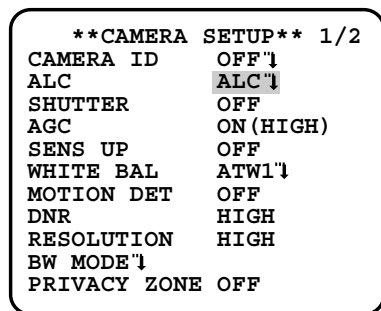 **CAMERA SETUP** 1/2
CAMERA ID OFF
ALC ALC
SHUTTER OFF
AGC ON(HIGH)
SENS UP OFF
WHITE BAL ATW1
MOTION DET OFF
DNR HIGH
RESOLUTION HIGH
BW MODE
PRIVACY ZONE OFF